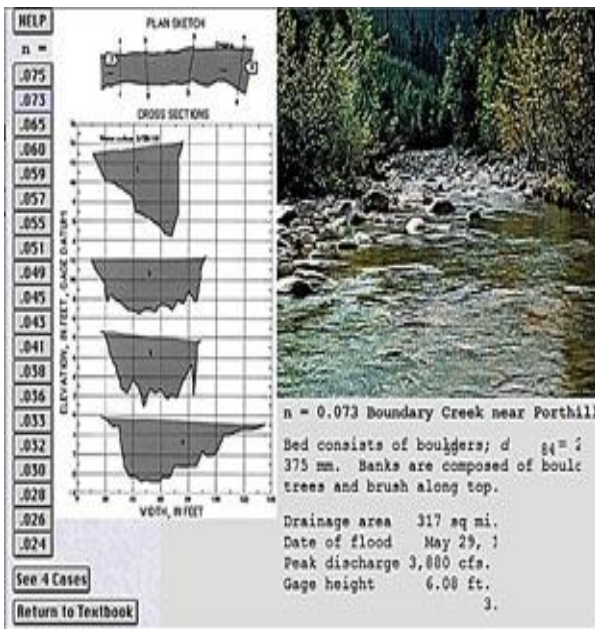 HELP
n =
.075
.073
.065
.060
.059
.057
.055
.051
.049
.045
.043
.041
.038
.036
.033
.032
.030
.028
.026
.024
See 4 Cases
Return to Textbook
PLAN SKETCH
CROSS SECTIONS
ELEVATION, IN FEET, GAGE DATUM
WIDTH, IN FEET
n = 0.073 Boundary Creek near Porthill
Bed consists of boulders; d 84 = 2
375 mm. Banks are composed of
trees and brush along top.
Drainage area 317 sq mi.
Date of flood May 29, 1
Peak discharge 3,880 cfs.
Gage height 6.08 ft.
3.